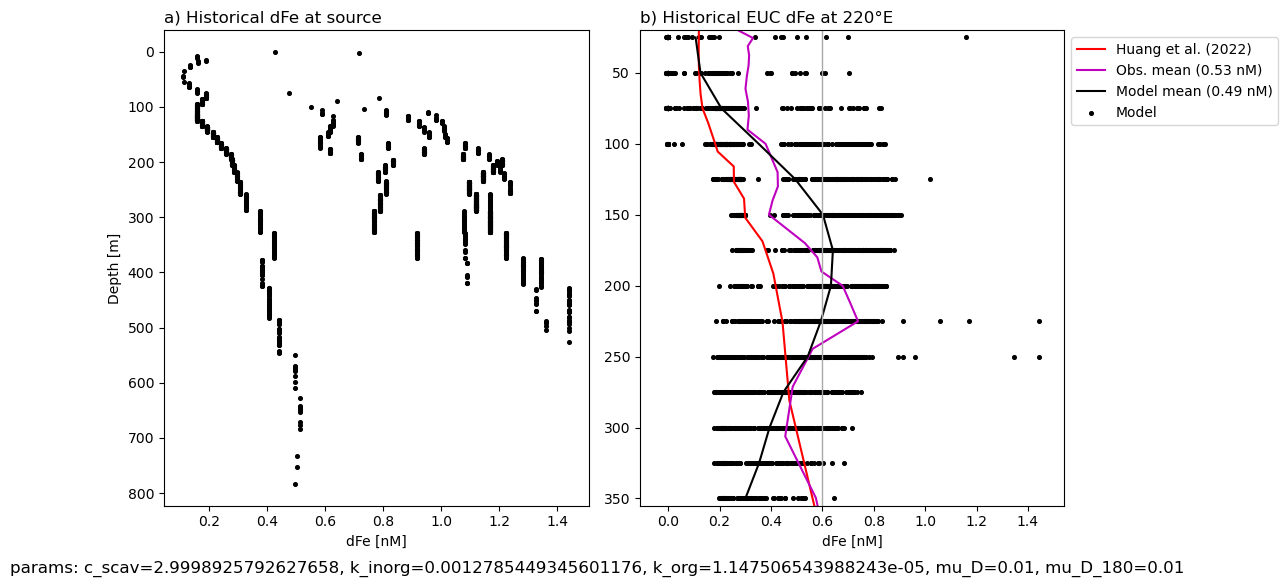 a) Historical dFe at source
b) Historical EUC dFe at 220°E
0
100
200
300
400
500
600
700
800
Depth [m]
0.2 0.4 0.6 0.8 1.0 1.2 1.4
dFe [nM]
50
100
150
200
250
300
350
0.0 0.2 0.4 0.6 0.8 1.0 1.2 1.4
dFe [nM]
Huang et al. (2022)
Obs. mean (0.53 nM)
Model mean (0.49 nM)
Model
params: c_scav=2.9998925792627658, k_inorg=0.0012785449345601176, k_org=1.147506543988243e-05, mu_D=0.01, mu_D_180=0.01